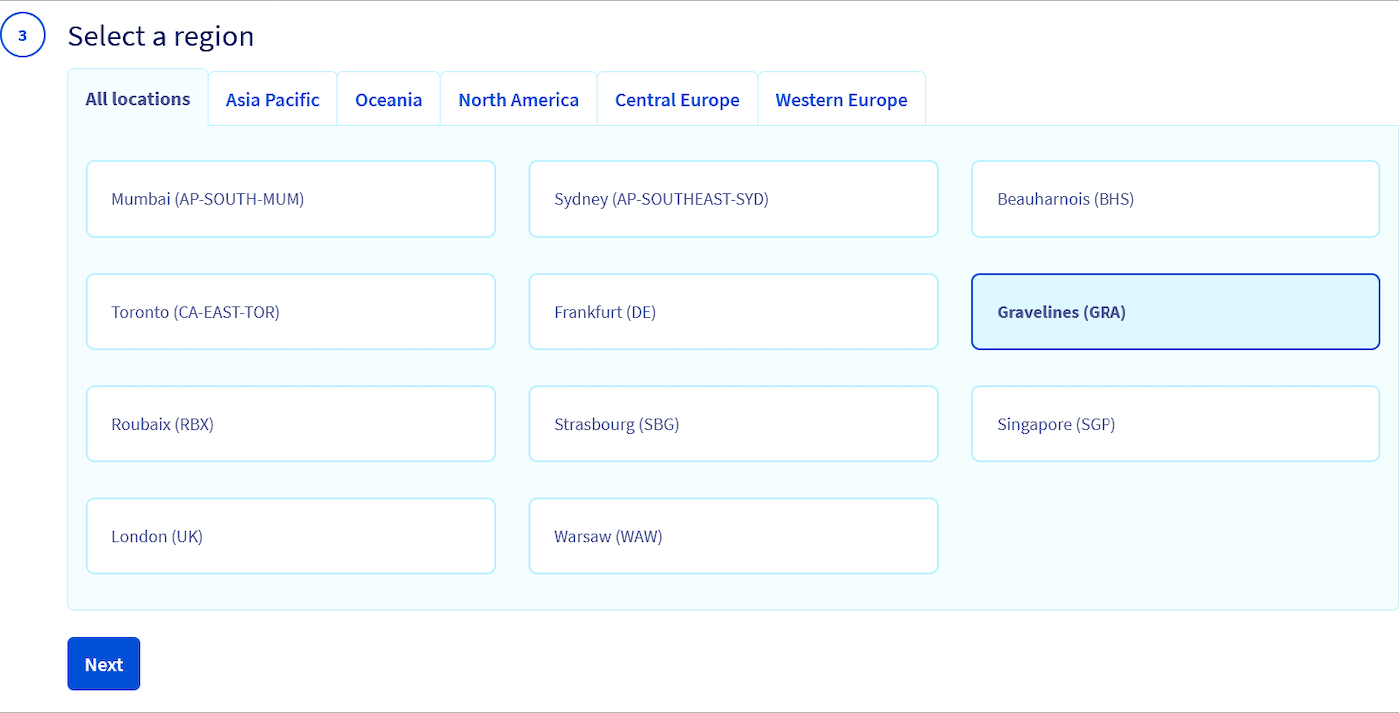 3
Select a region
All locations
Asia Pacific
Oceania
North America
Central Europe
Western Europe
Mumbai (AP-SOUTH-MUM)
Sydney (AP-SOUTHEAST-SYD)
Beauharnois (BHS)
Toronto (CA-EAST-TOR)
Frankfurt (DE)
Gravelines (GRA)
Roubaix (RBX)
Strasbourg (SBG)
Singapore (SGP)
London (UK)
Warsaw (WAW)
Next